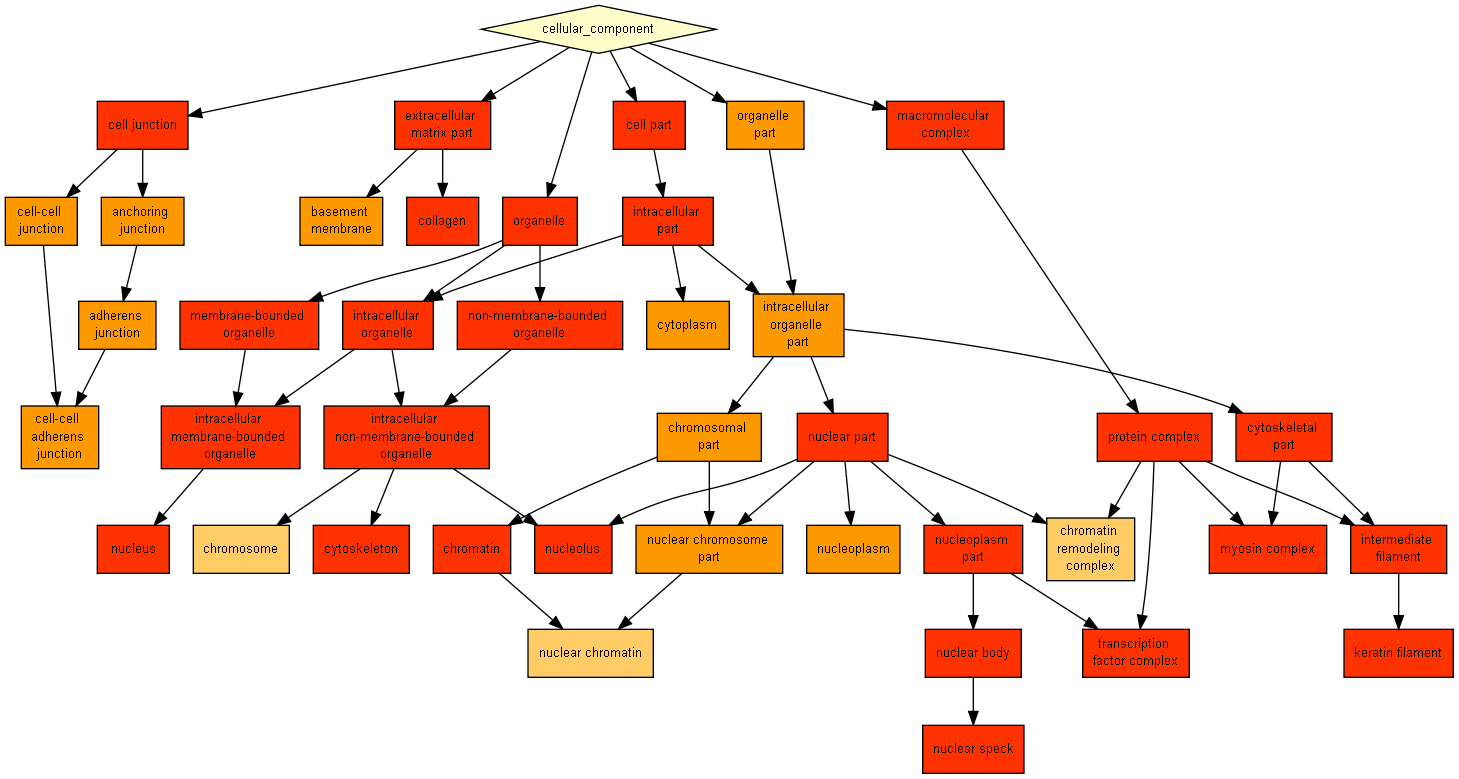 cellular_component
cell junction
extracellular
matrix part
cell part
organelle
part
macromolecular
complex
cell-cell
junction
anchoring
junction
basement
membrane
collagen
organelle
intracellular
part
adherens
junction
membrane-bounded
organelle
intracellular
organelle
non-membrane-bounded
organelle
cytoplasm
intracellular
organelle
part
cell-cell
adherens
junction
intracellular
membrane-bounded
organelle
intracellular
non-membrane-bounded
organelle
chromosomal
part
nuclear part
protein complex
cytoskeletal
part
nucleus
chromosome
cytoskeleton
chromatin
nucleolus
nuclear chromosome
part
nucleoplasm
nucleoplasm
part
chromatin
remodeling
complex
myosin complex
intermediate
filament
nuclear chromatin
nuclear body
transcription
factor complex
keratin filament
nuclear speck